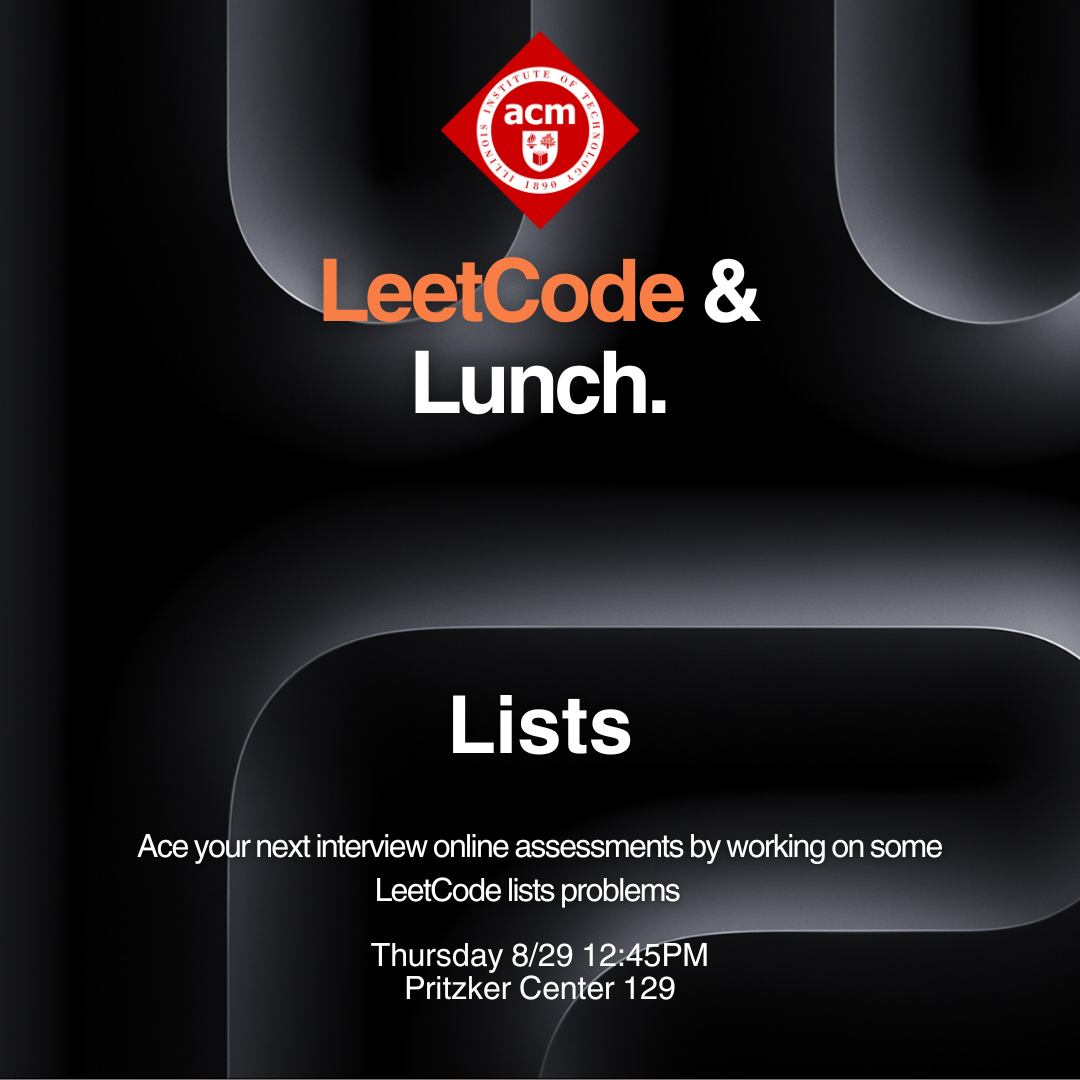 ILLINOIS INSTITUTE OF TECHNOLOGY
acm
1890
LeetCode &
Lunch.
Lists
Ace your next interview online assessments by working on some
LeetCode lists problems
Thursday 8/29 12:45PM
Pritzker Center 129